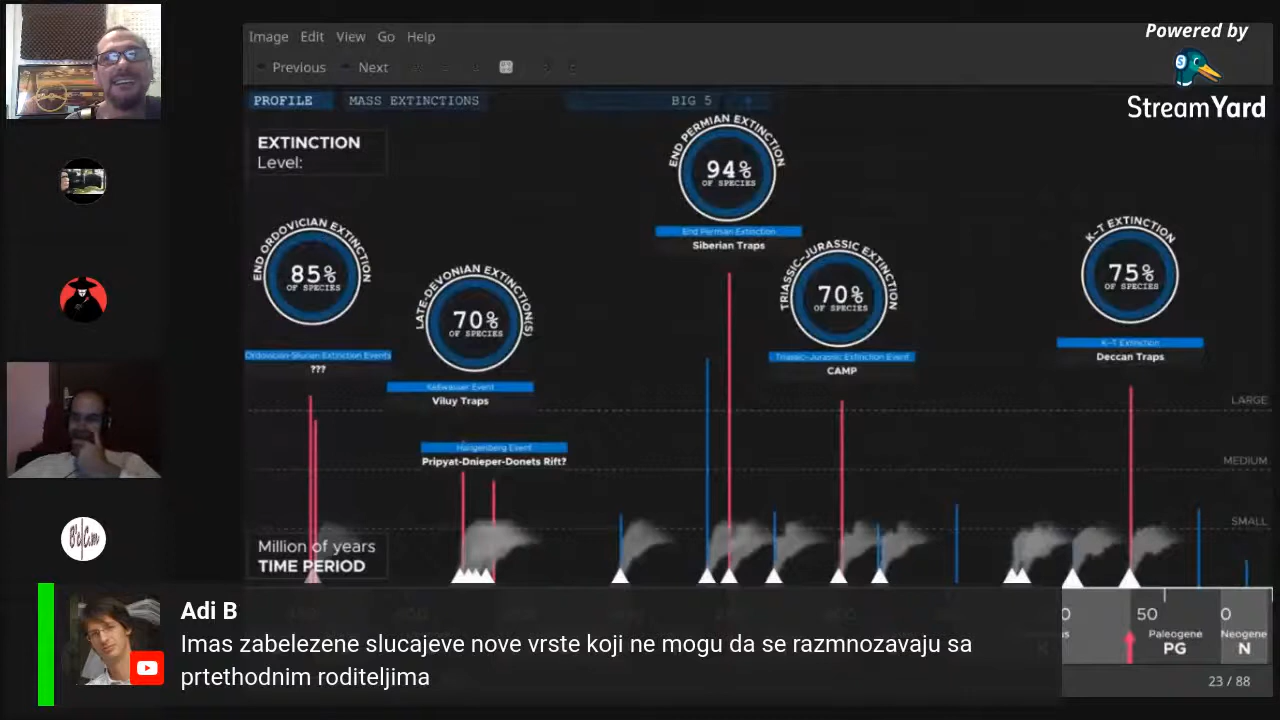 Image Edit View Go Help
Previous Next
Powered by
StreamYard
PROFILE MASS EXTINCTIONS BIG 5
EXTINCTION
Level:
END PERMIAN EXTINCTION
94%
OF SPECIES
End Permian Extinction
Siberian Traps
END ORDOVICIAN EXTINCTION
85%
OF SPECIES
Ordovician-Silurian Extinction Events
???
LATE-DEVONIAN EXTINCTION(S)
70%
OF SPECIES
Kellwasser Event
Viluy Traps
Hangenberg Event
Pripyat-Dnieper-Donets Rift?
TRIASSIC-JURASSIC EXTINCTION
70%
OF SPECIES
Triassic-Jurassic Extinction Event
CAMP
K-T EXTINCTION
75%
OF SPECIES
K-T Extinction
Deccan Traps
LARGE
MEDIUM
SMALL
Million of years
TIME PERIOD
50 0
Paleogene Neogene
PG N
23 / 88
Adi B
Imas zabelezene slucajeve nove vrste koji ne mogu da se razmnozavaju sa
prtethodnim roditeljima